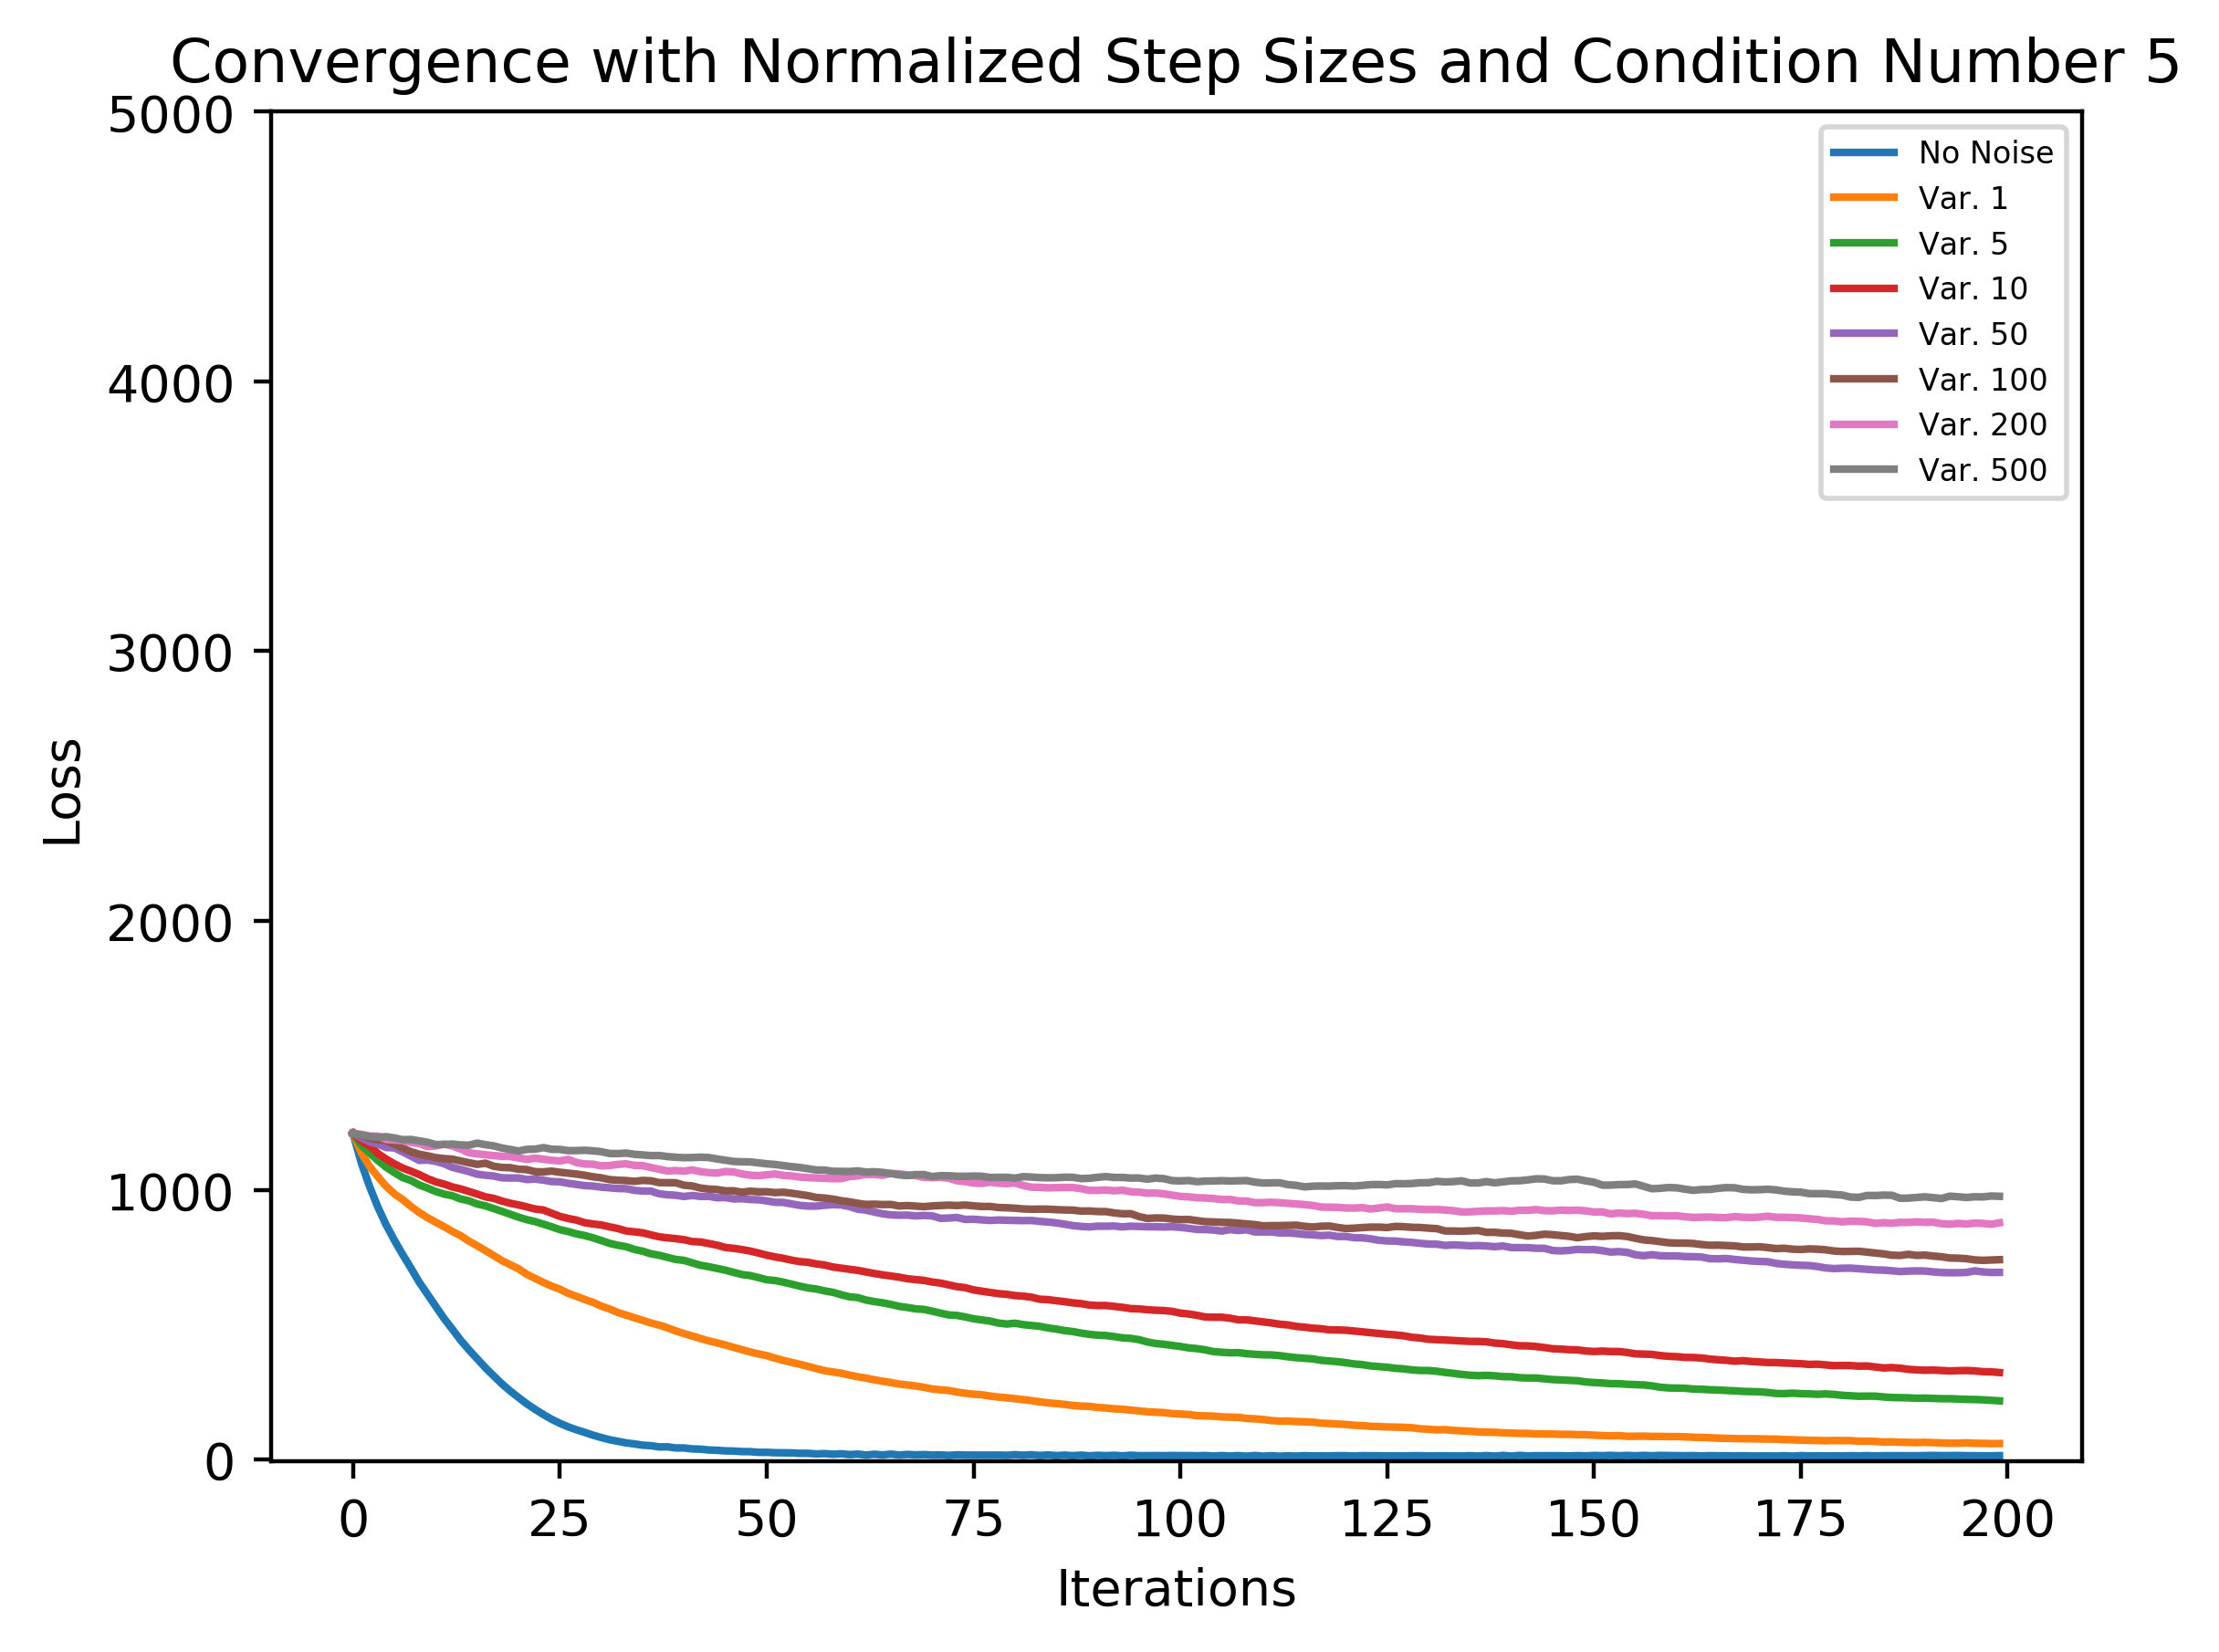 Convergence with Normalized Step Sizes and Condition Number 5
5000
4000
3000
2000
1000
0
Loss
No Noise
Var. 1
Var. 5
Var. 10
Var. 50
Var. 100
Var. 200
Var. 500
0 25 50 75 100 125 150 175 200
Iterations